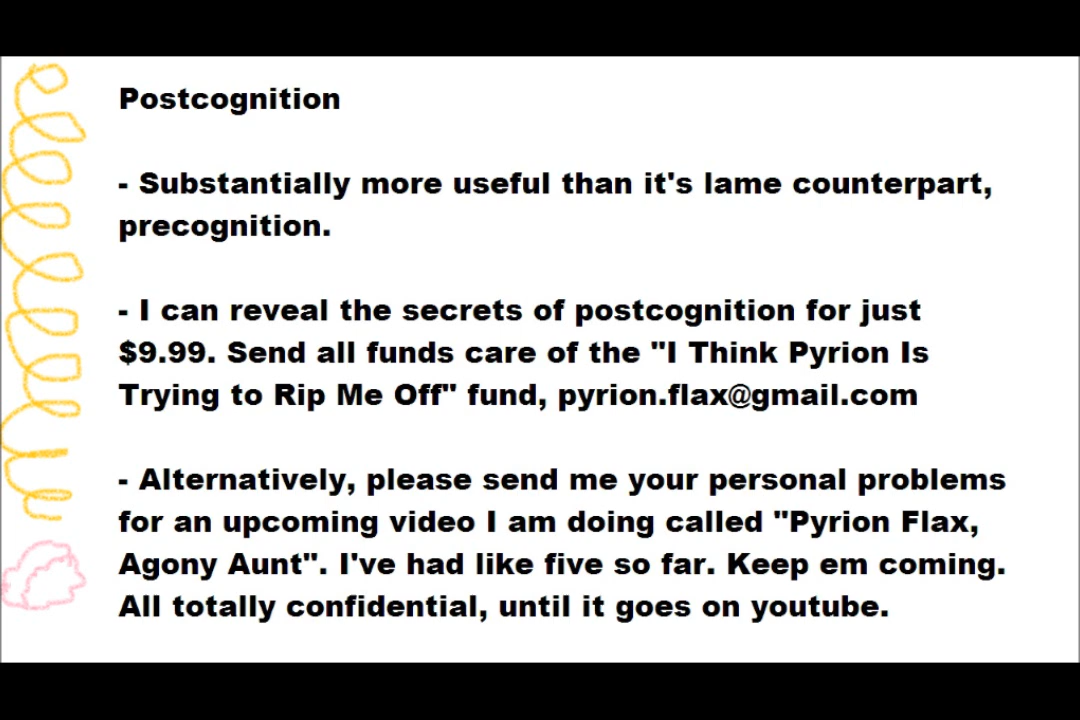 Postcognition
- Substantially more useful than it's lame counterpart,
precognition.
- I can reveal the secrets of postcognition for just
$9.99. Send all funds care of the "I Think Pyrion Is
Trying to Rip Me Off" fund, pyrion.flax@gmail.com
- Alternatively, please send me your personal problems
for an upcoming video I am doing called "Pyrion Flax,
Agony Aunt". I've had like five so far. Keep em coming.
All totally confidential, until it goes on youtube.